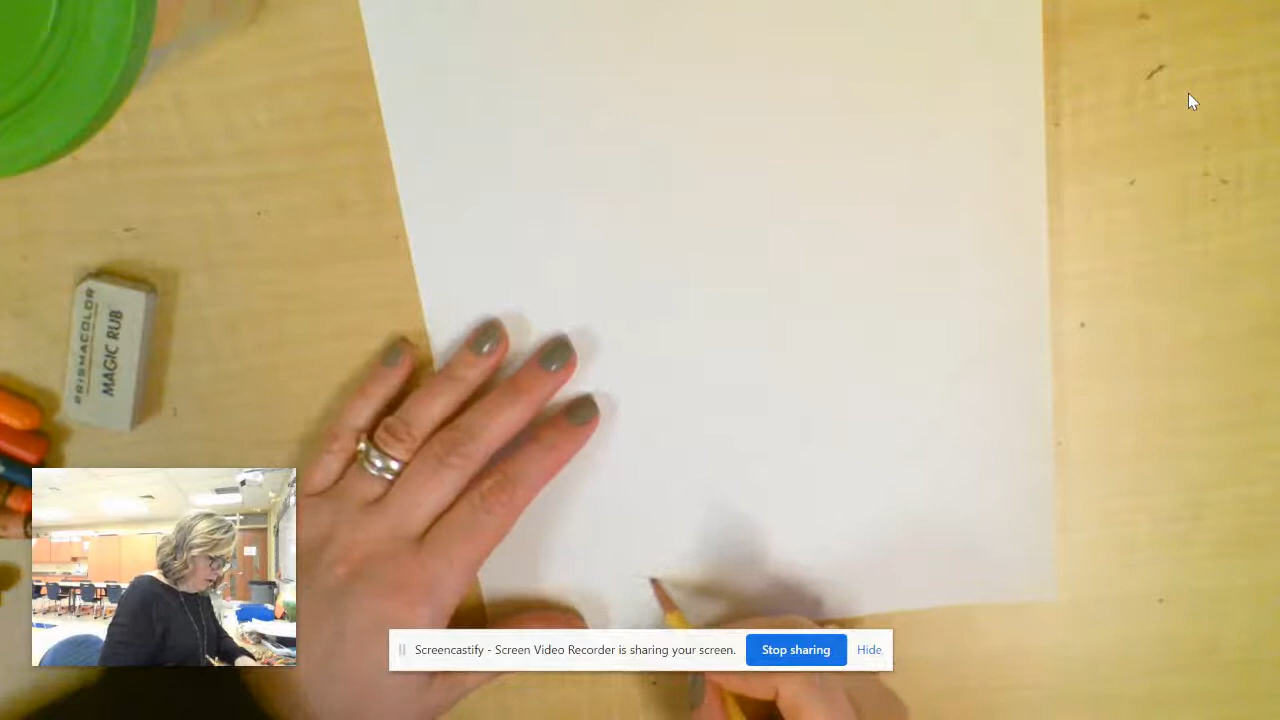 PRISMACOLOR
MAGIC RUB
Screencastify - Screen Video Recorder is sharing your screen.
Stop sharing
Hide